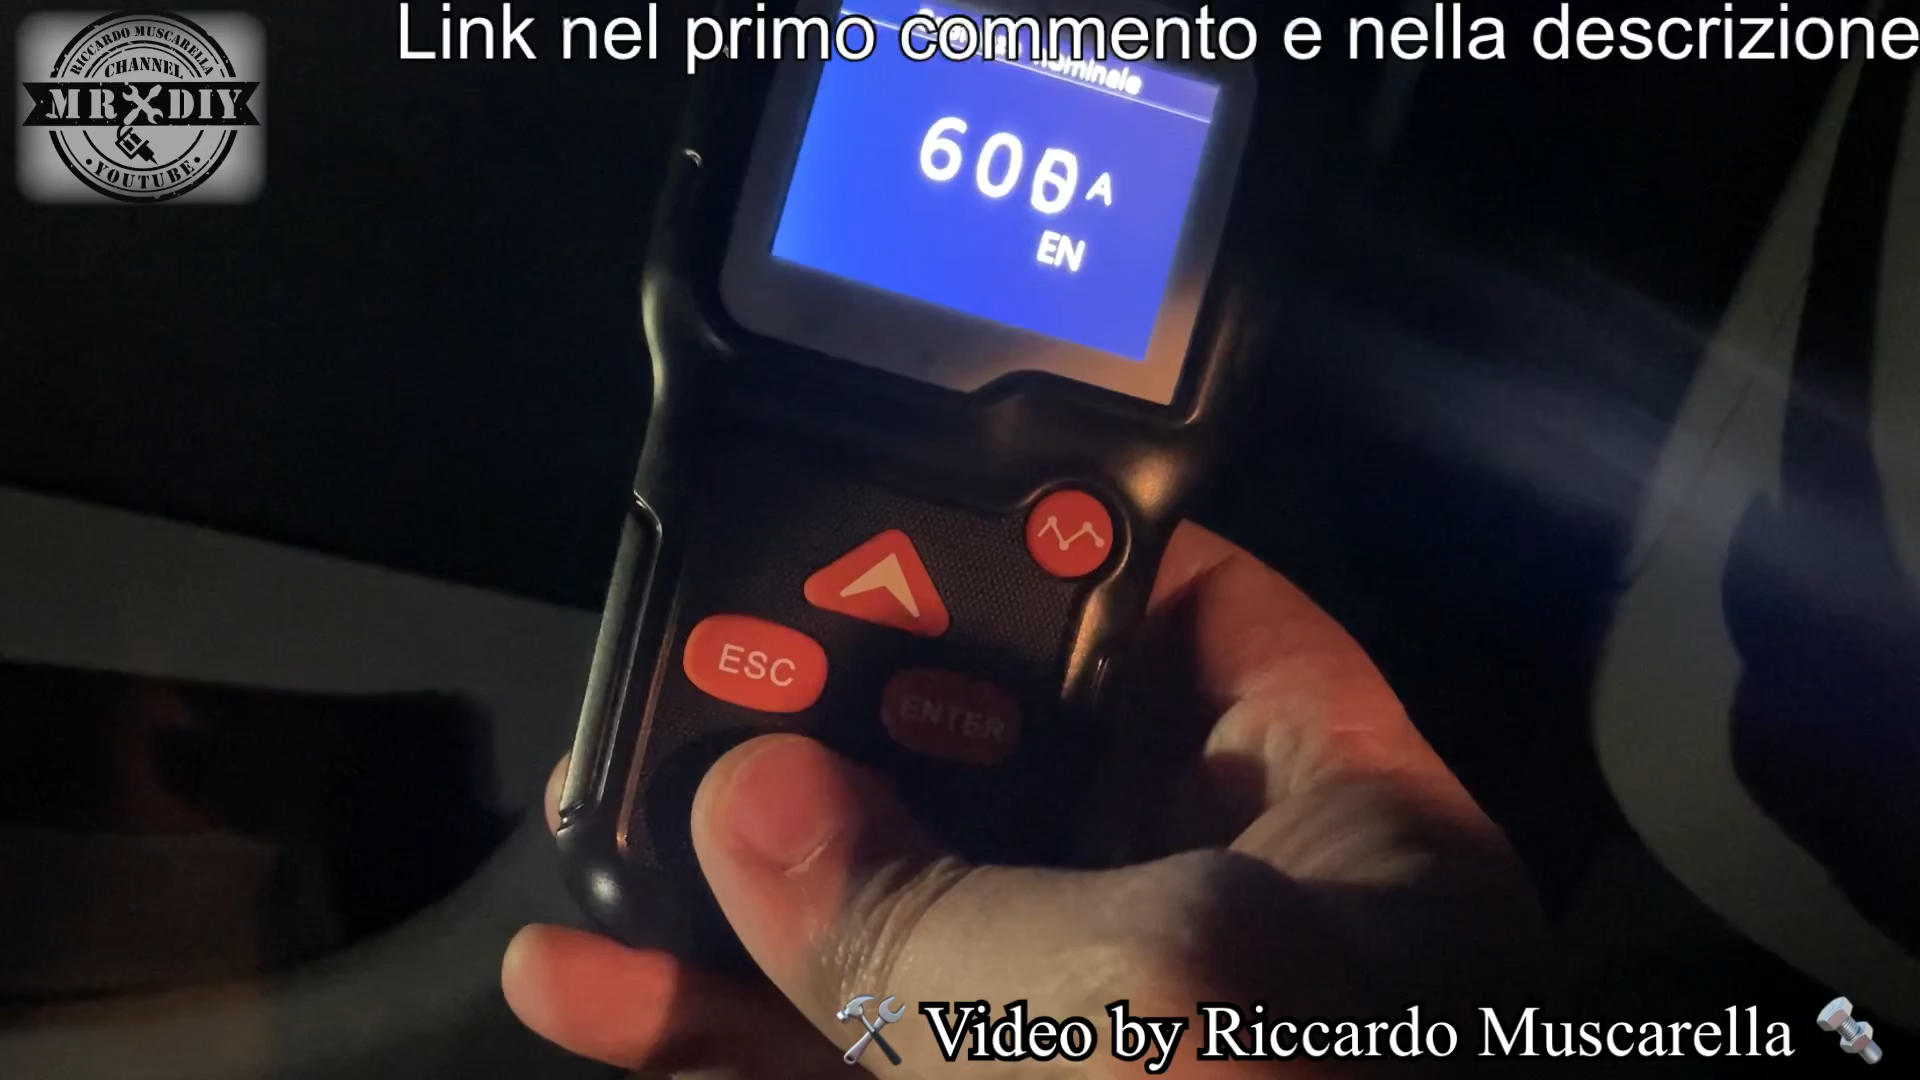 Link nel primo commento e nella descrizione
RICCARDO MUSCARELLA
CHANNEL
MR DIY
YOUTUBE
nominale
A
EN
ESC
ENTER
🛠 Video by Riccardo Muscarella 🔩